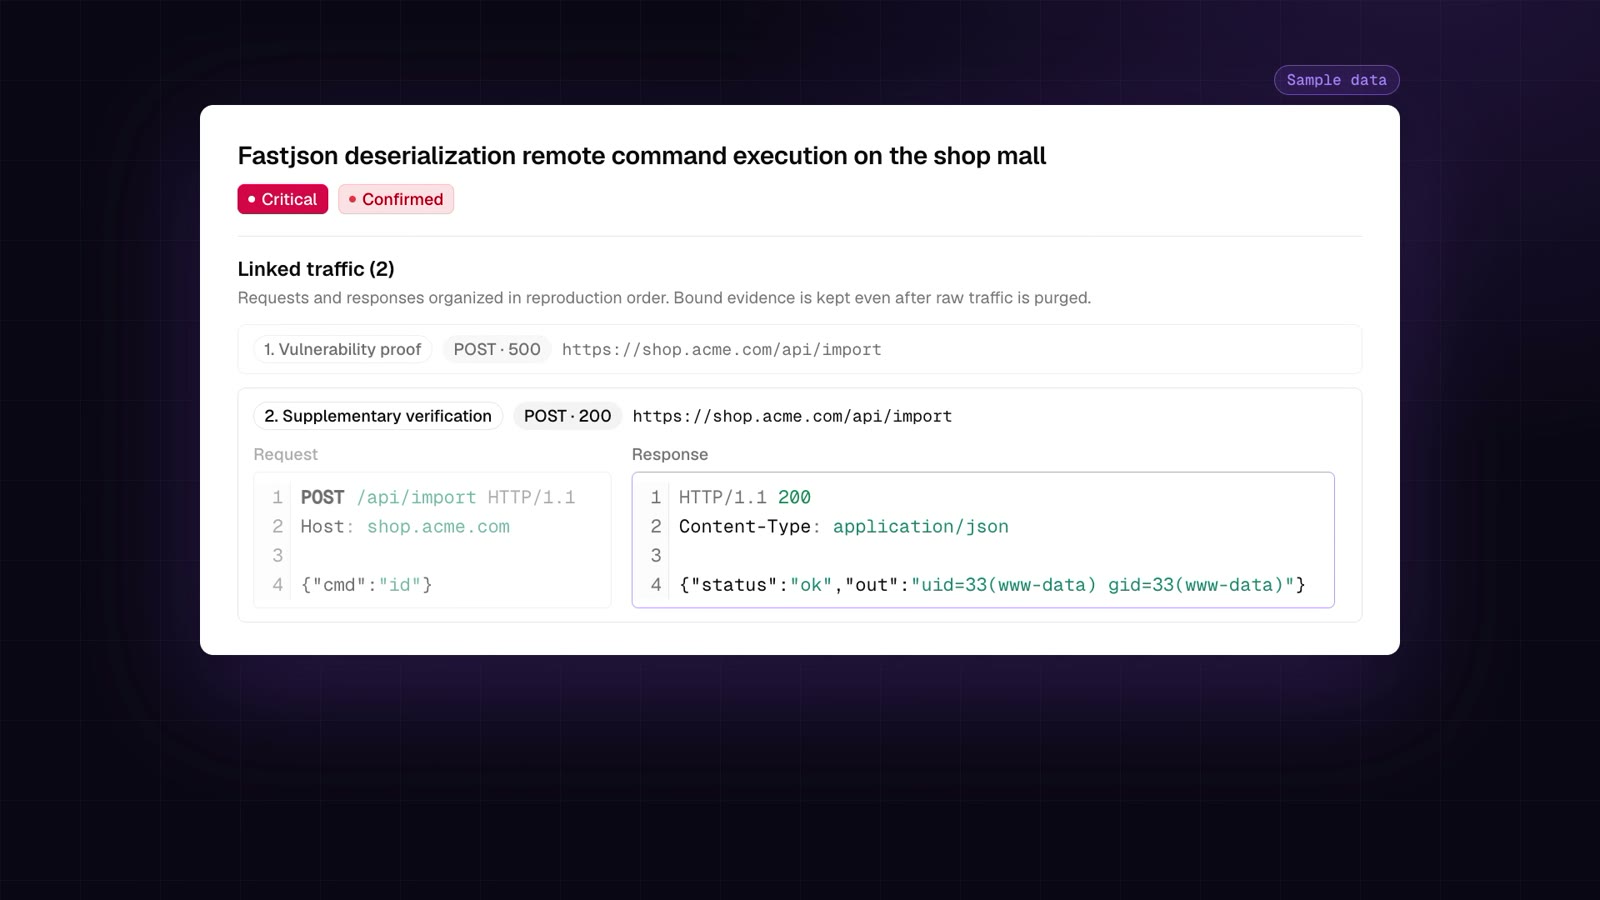 Sample data
Fastjson deserialization remote command execution on the shop mall
Critical Confirmed
Linked traffic (2)
Requests and responses organized in reproduction order. Bound evidence is kept even after raw traffic is purged.
1. Vulnerability proof POST · 500 https://shop.acme.com/api/import
2. Supplementary verification POST · 200 https://shop.acme.com/api/import
Request
1 POST /api/import HTTP/1.1
2 Host: shop.acme.com
3
4 {"cmd":"id"}
Response
1 HTTP/1.1 200
2 Content-Type: application/json
3
4 {"status":"ok","out":"uid=33(www-data) gid=33(www-data)"}